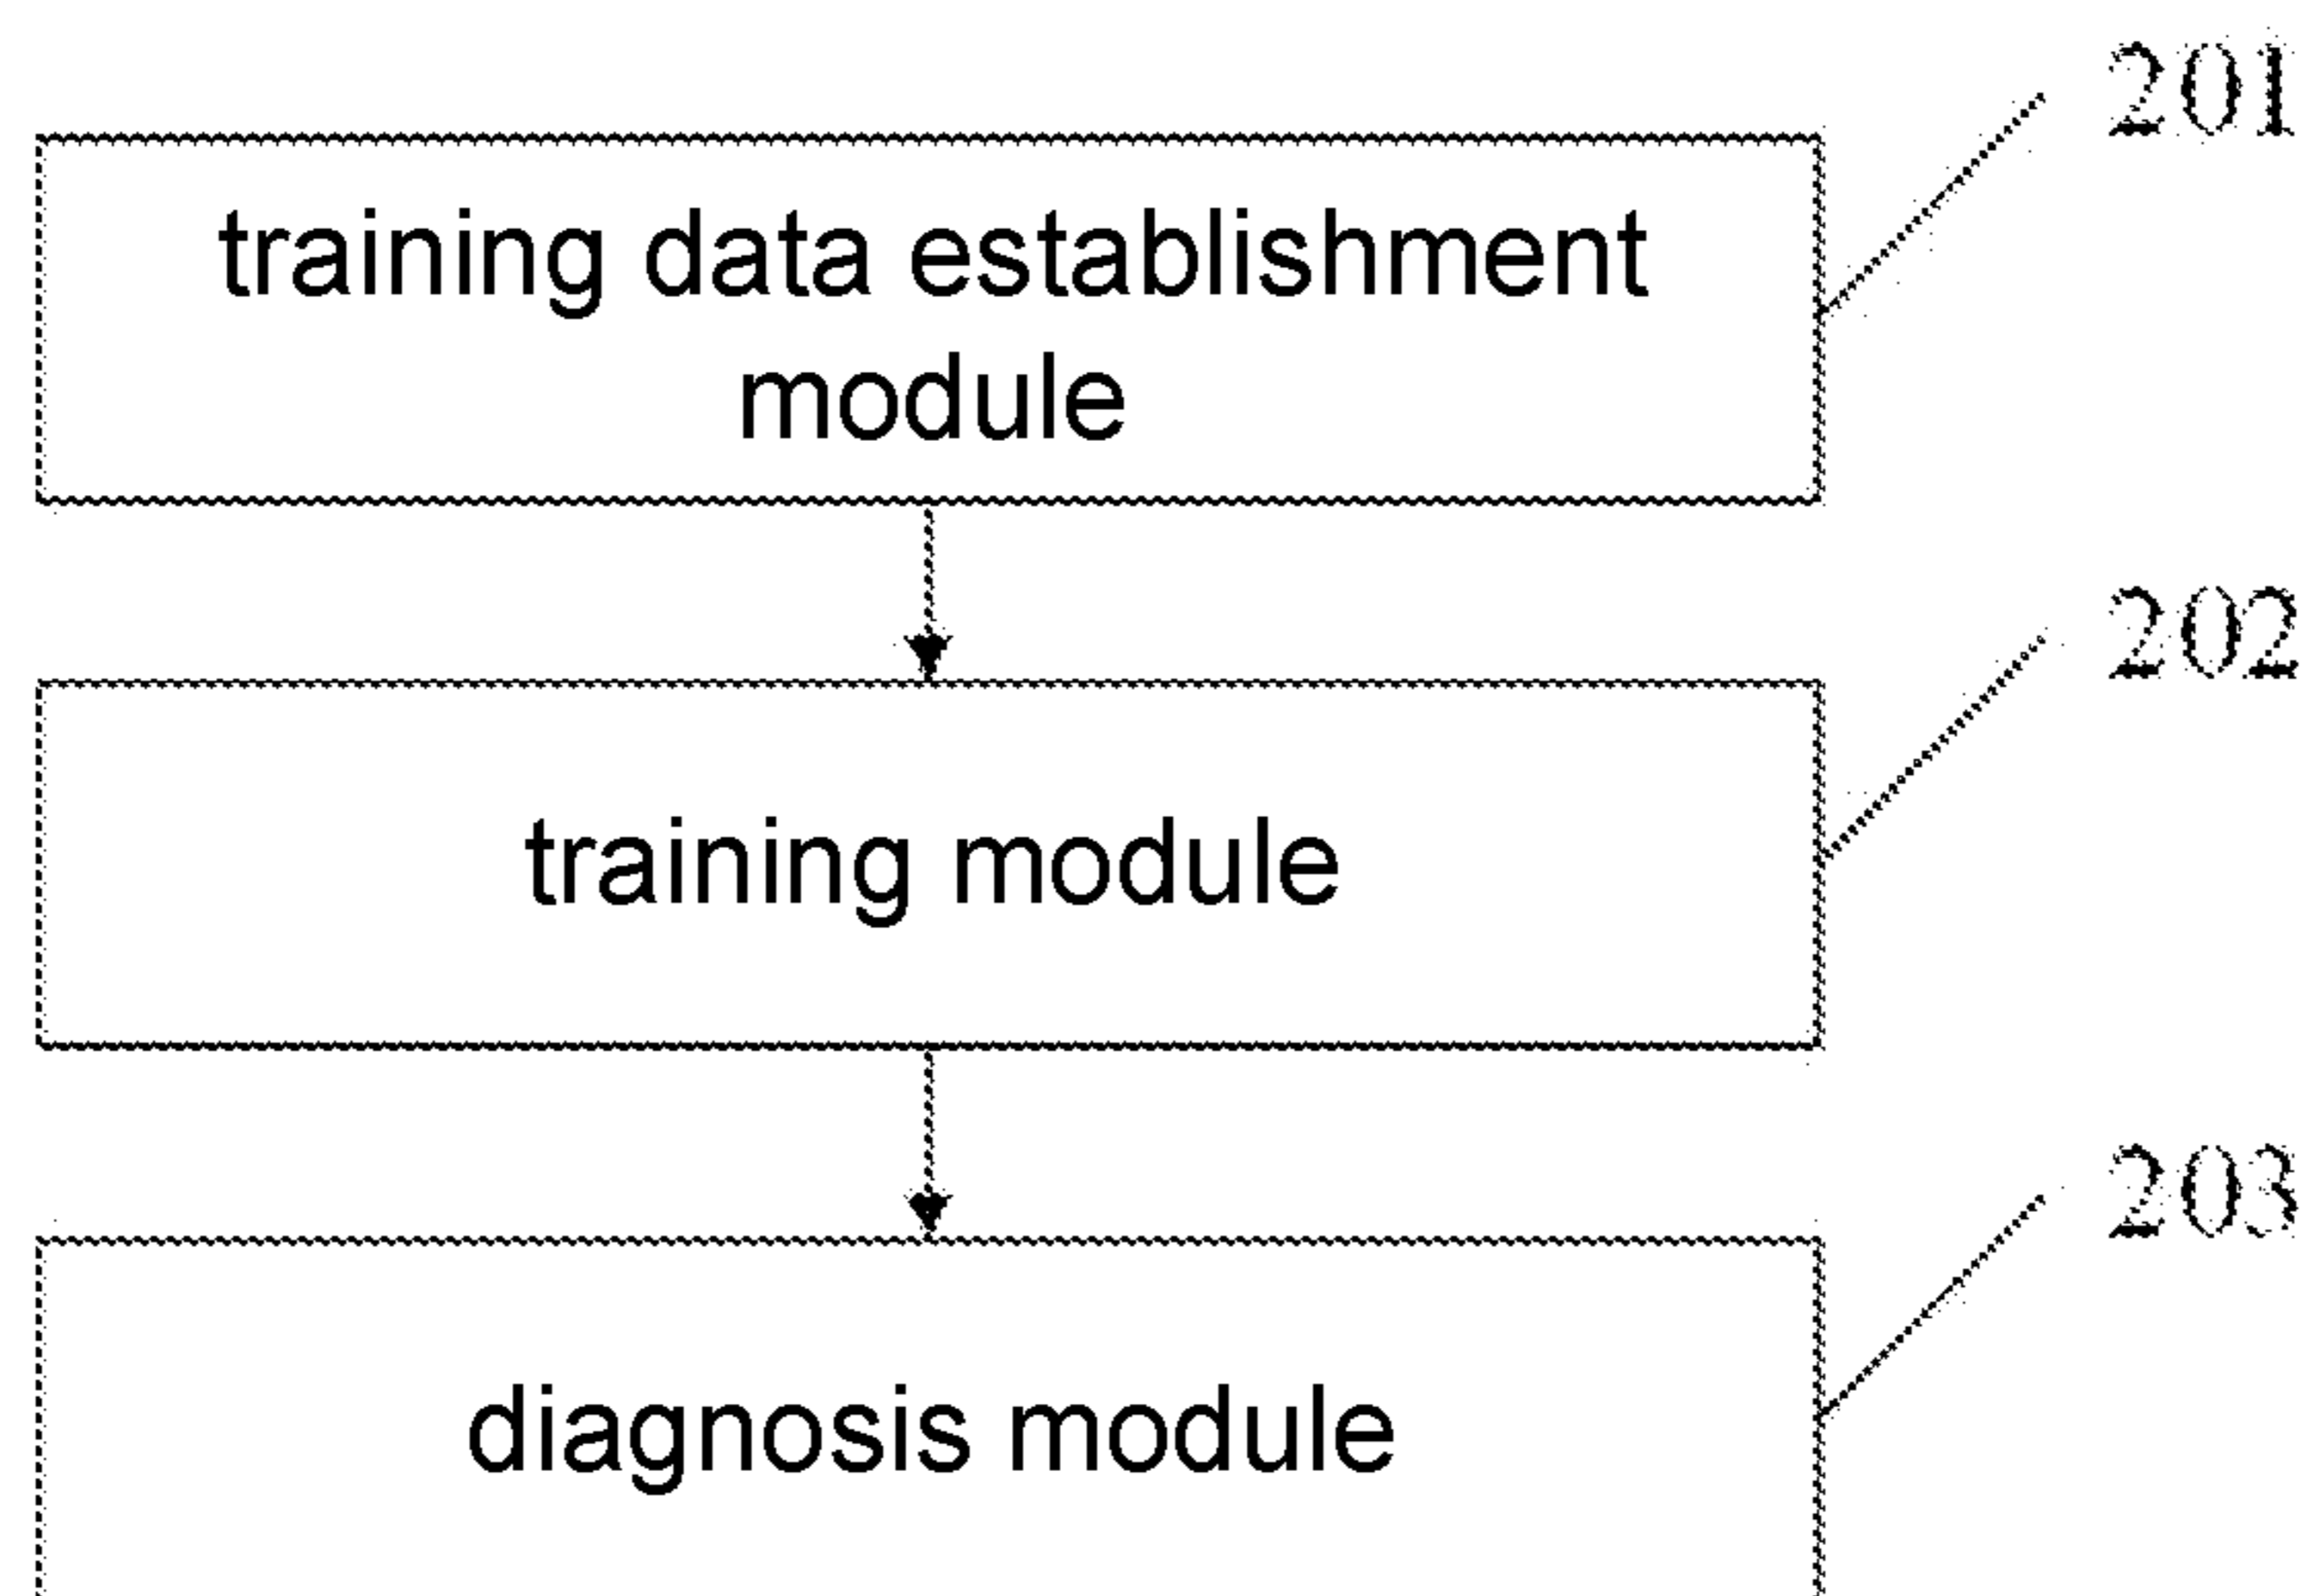 201
training data establishment
module
202
training module
203
diagnosis module